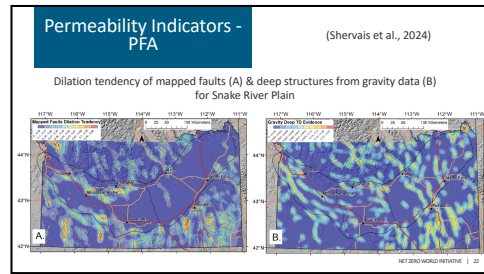 Permeability Indicators -
PFA
(Shervais et al., 2024)
Dilation tendency of mapped faults (A) & deep structures from gravity data (B)
for Snake River Plain
Mapped Faults Dilation Tendency
117°W 116°W 115°W 114°W 113°W 112°W 111°W
44°N
43°N
42°N
A.
Gravity Deep TD Evidence
117°W 116°W 115°W 114°W 113°W 112°W 111°W
44°N
43°N
42°N
B.
NET ZERO WORLD INITIATIVE | 22